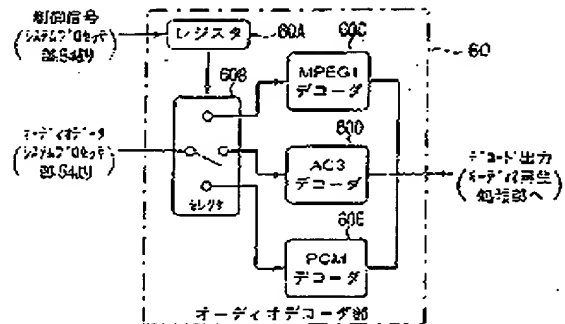 制御信号
(システムプロセッサ
部54より)
レジスタ
60A
60B
60C
MPEG1
デコーダ
60
オーディオデータ
(システムプロセッサ
部54より)
セレクタ
60D
AC3
デコーダ
デコード出力
(オーディオ再生
処理部へ)
60E
PCM
デコーダ
オーディオデコーダ部